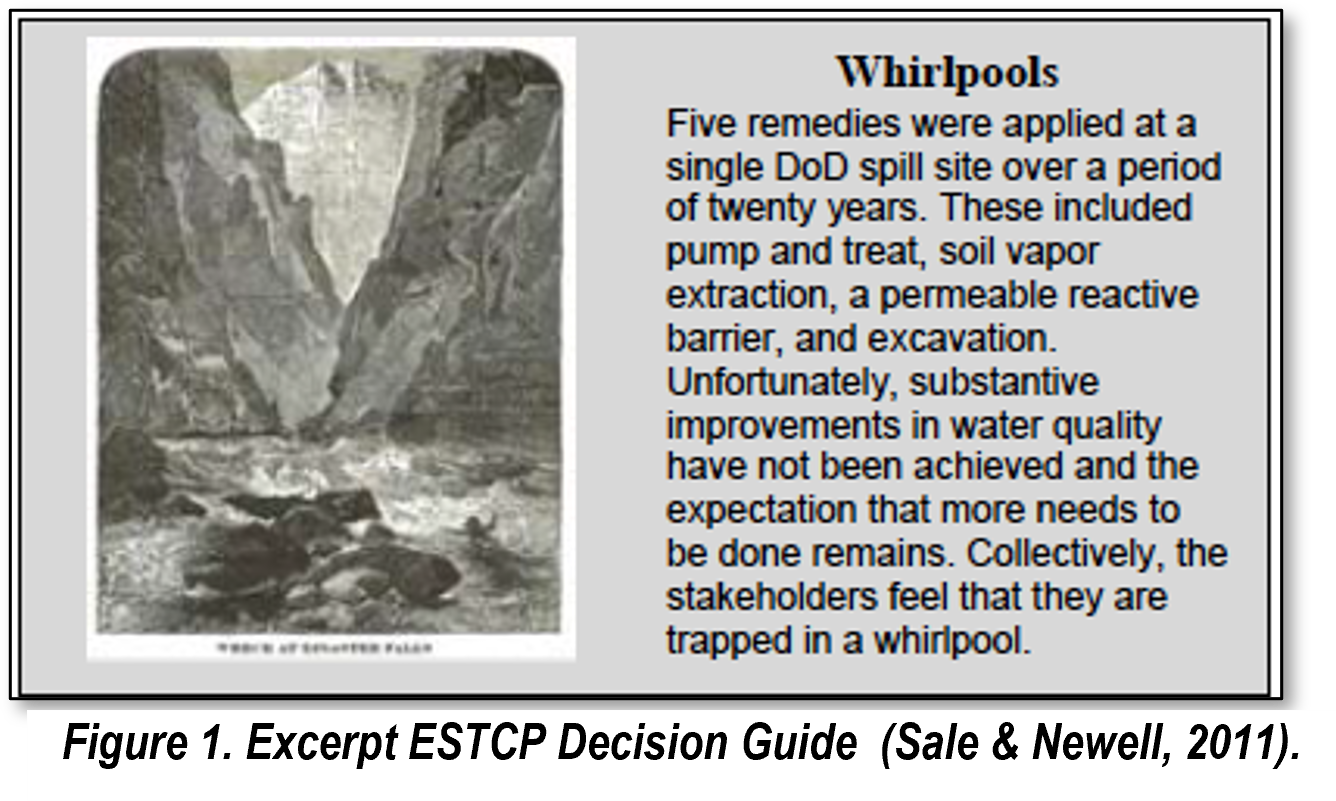 Whirlpools
Five remedies were applied at a
single DoD spill site over a period
of twenty years. These included
pump and treat, soil vapor
extraction, a permeable reactive
barrier, and excavation.
Unfortunately, substantive
improvements in water quality
have not been achieved and the
expectation that more needs to
be done remains. Collectively, the
stakeholders feel that they are
trapped in a whirlpool.
WRECK AT DISASTER FALLS
Figure 1. Excerpt ESTCP Decision Guide (Sale & Newell, 2011).